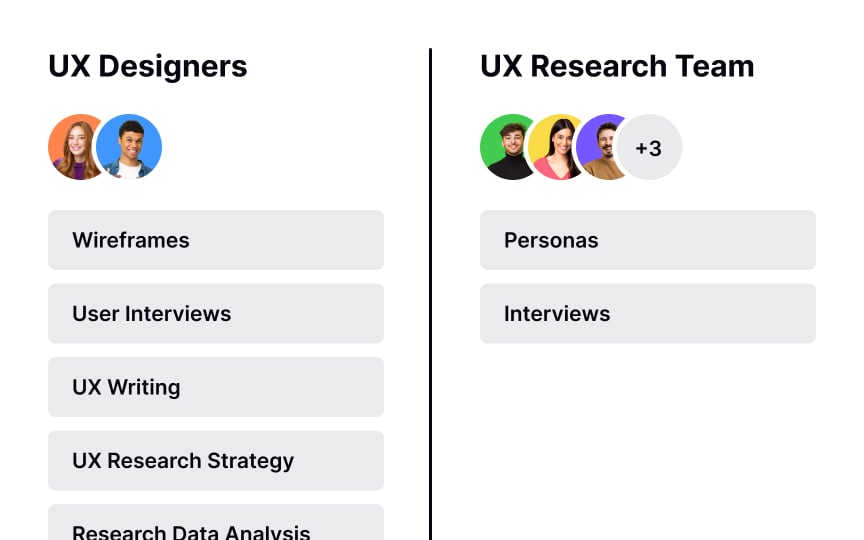 UX Designers
Wireframes
User Interviews
UX Writing
UX Research Strategy
Research Data Analysis
UX Research Team
+3
Personas
Interviews